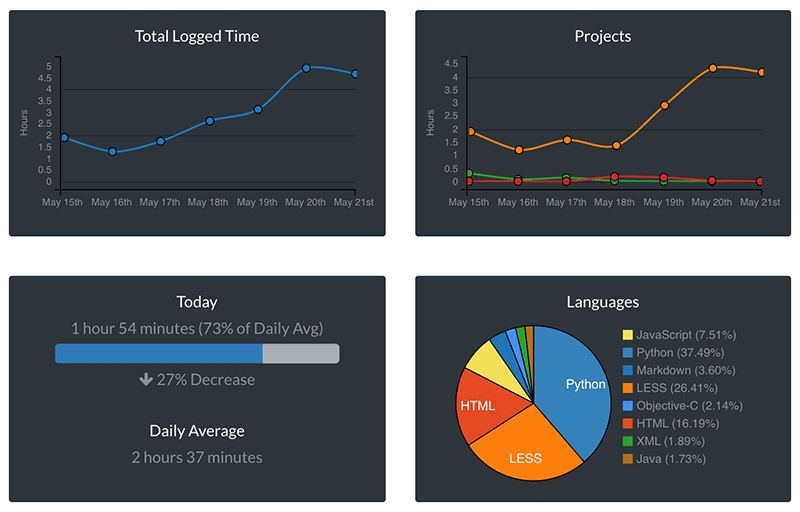 Total Logged Time
Hours
5
4.5
4
3.5
3
2.5
2
1.5
1
0.5
0
May 15th May 16th May 17th May 18th May 19th May 20th May 21st
Projects
Hours
4.5
4
3.5
3
2.5
2
1.5
1
0.5
0
May 15th May 16th May 17th May 18th May 19th May 20th May 21st
Today
1 hour 54 minutes (73% of Daily Avg)
27% Decrease
Daily Average
2 hours 37 minutes
Languages
Python
HTML
LESS
JavaScript (7.51%)
Python (37.49%)
Markdown (3.60%)
LESS (26.41%)
Objective-C (2.14%)
HTML (16.19%)
XML (1.89%)
Java (1.73%)